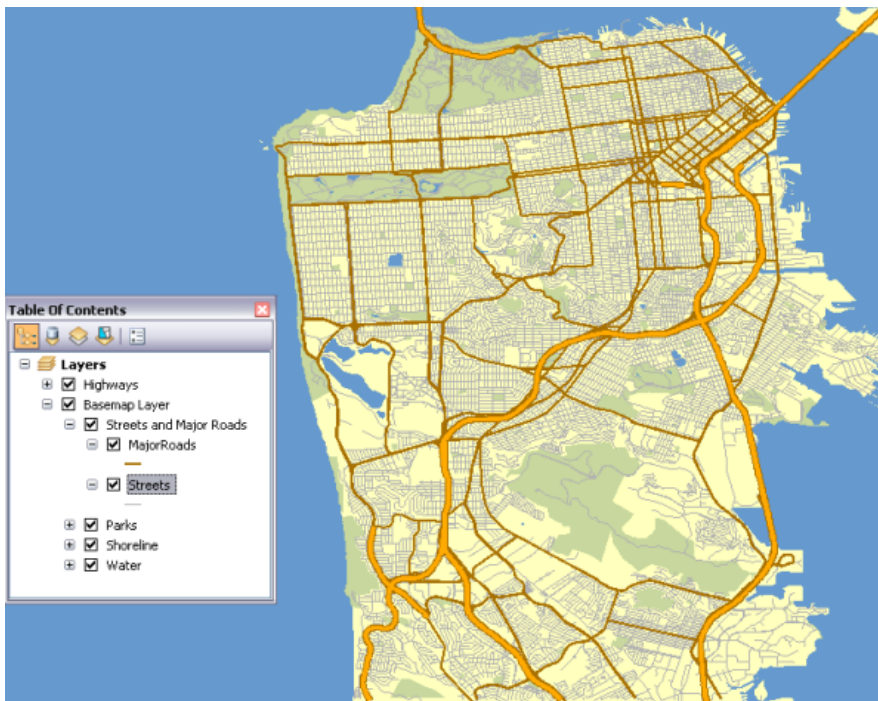 Table Of Contents
Layers
Highways
Basemap Layer
Streets and Major Roads
MajorRoads
Streets
Parks
Shoreline
Water